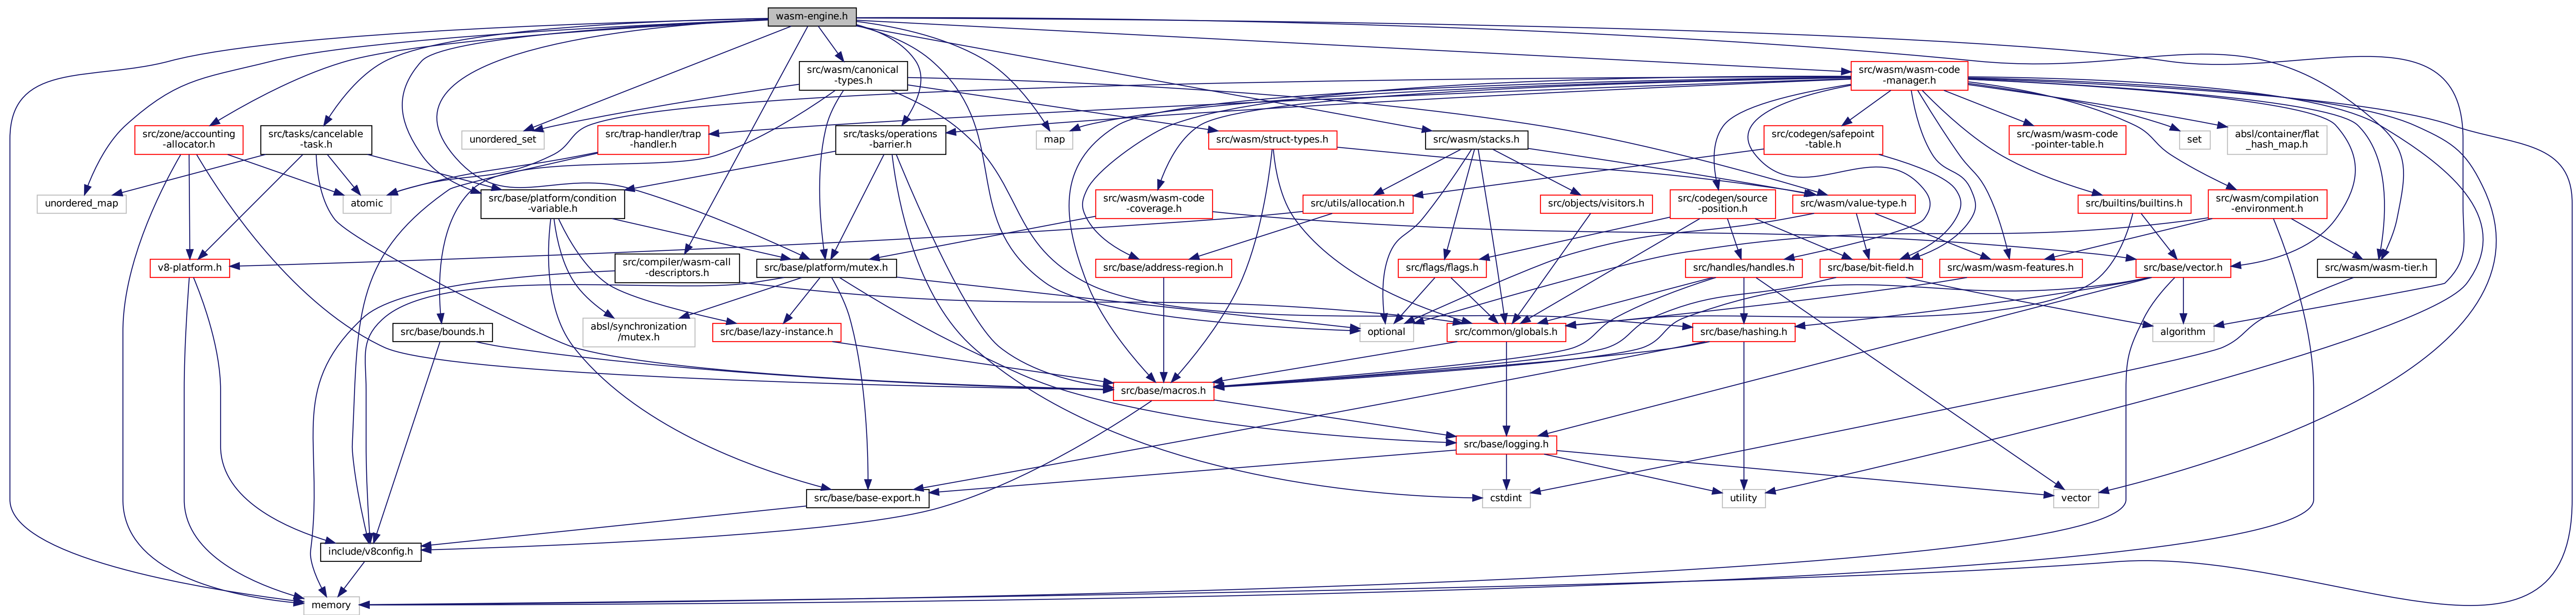 wasm-engine.h
src/wasm/canonical
-types.h
src/wasm/wasm-code
-manager.h
src/zone/accounting
-allocator.h
src/tasks/cancelable
-task.h
unordered_set
src/trap-handler/trap
-handler.h
src/tasks/operations
-barrier.h
map
src/wasm/struct-types.h
src/wasm/stacks.h
src/codegen/safepoint
-table.h
src/wasm/wasm-code
-pointer-table.h
set
absl/container/flat
_hash_map.h
unordered_map
atomic
src/base/platform/condition
-variable.h
src/wasm/wasm-code
-coverage.h
src/utils/allocation.h
src/objects/visitors.h
src/codegen/source
-position.h
src/wasm/value-type.h
src/builtins/builtins.h
src/wasm/compilation
-environment.h
v8-platform.h
src/compiler/wasm-call
-descriptors.h
src/base/platform/mutex.h
src/base/address-region.h
src/flags/flags.h
src/handles/handles.h
src/base/bit-field.h
src/wasm/wasm-features.h
src/base/vector.h
src/wasm/wasm-tier.h
src/base/bounds.h
absl/synchronization
/mutex.h
src/base/lazy-instance.h
optional
src/common/globals.h
src/base/hashing.h
algorithm
src/base/macros.h
src/base/logging.h
src/base/base-export.h
cstdint
utility
vector
include/v8config.h
memory